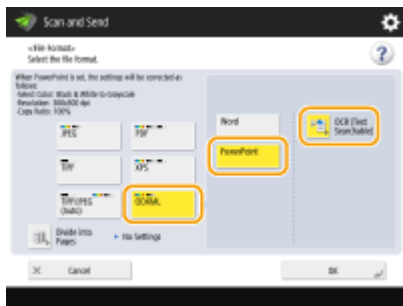 Scan and Send
<File Format>
Select the file format.
When PowerPoint is set, the settings will be corrected as
follows:
-Select Color: Black & White to Grayscale
-Resolution: 300x300 dpi
-Copy Ratio: 100%
JPEG
PDF
Word
OCR (Text
Searchable)
TIFF
XPS
PowerPoint
TIFF/JPEG
(Auto)
OOXML
Divide into
Pages
No Settings
Cancel
OK